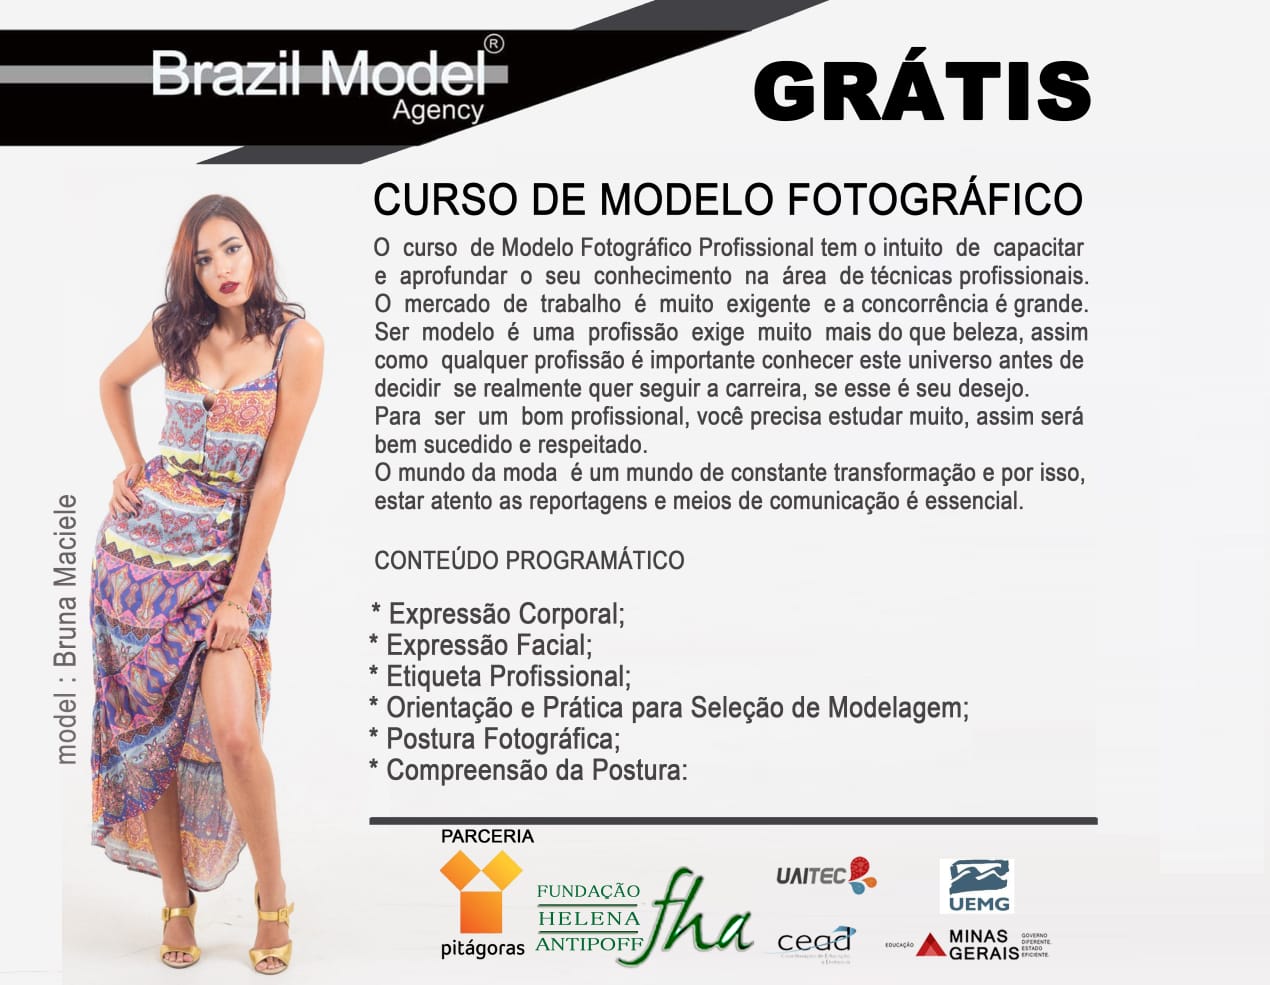 Brazil Model®
Agency
GRÁTIS
CURSO DE MODELO FOTOGRÁFICO
O curso de Modelo Fotográfico Profissional tem o intuito de capacitar
e aprofundar o seu conhecimento na área de técnicas profissionais.
O mercado de trabalho é muito exigente e a concorrência é grande.
Ser modelo é uma profissão exige muito mais do que beleza, assim
como qualquer profissão é importante conhecer este universo antes de
decidir se realmente quer seguir a carreira, se esse é seu desejo.
Para ser um bom profissional, você precisa estudar muito, assim será
bem sucedido e respeitado.
O mundo da moda é um mundo de constante transformação e por isso,
estar atento as reportagens e meios de comunicação é essencial.
CONTEÚDO PROGRAMÁTICO
* Expressão Corporal;
* Expressão Facial;
* Etiqueta Profissional;
* Orientação e Prática para Seleção de Modelagem;
* Postura Fotográfica;
* Compreensão da Postura:
model : Bruna Maciele
PARCERIA
pitágoras
FUNDAÇÃO
HELENA
ANTIPOFF
fha
UAITEC
cead
Coordenadoria de Educação
a Distância
UEMG
EDUCAÇÃO
MINAS
GERAIS
GOVERNO
DIFERENTE.
ESTADO
EFICIENTE.